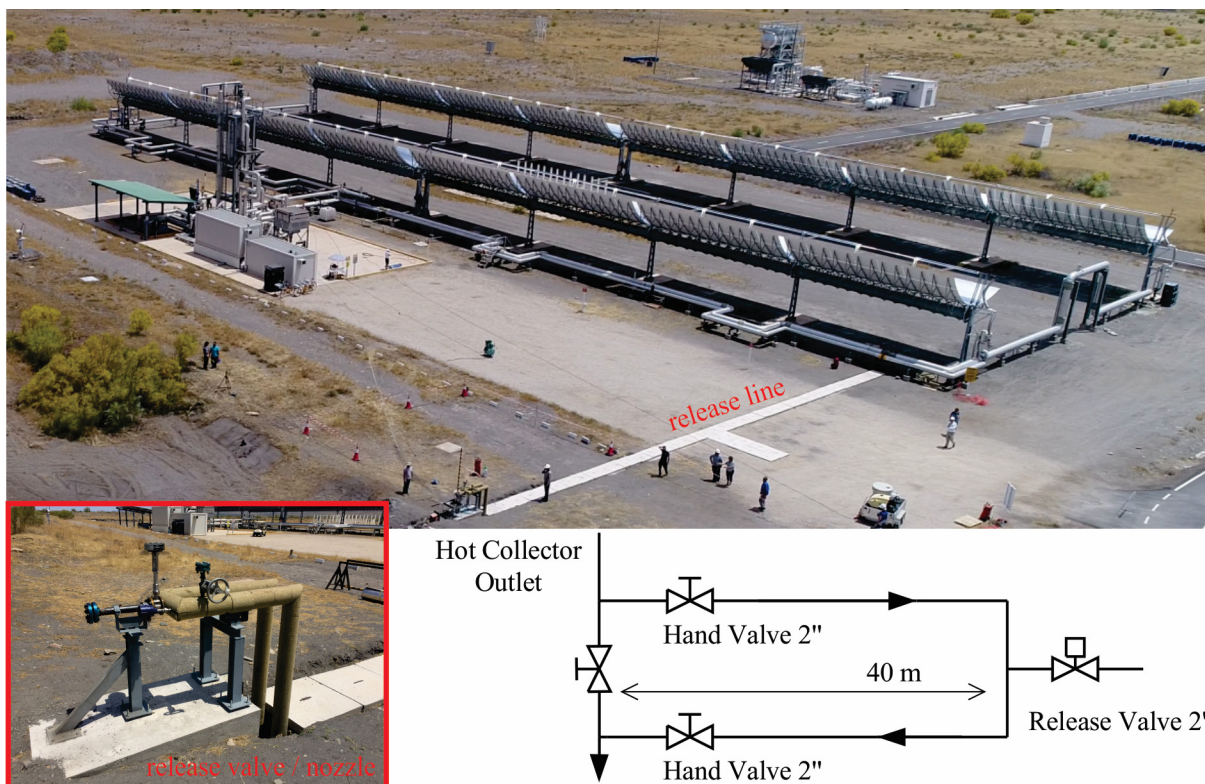 release line
release valve / nozzle
Hot Collector
Outlet
Hand Valve 2"
40 m
Hand Valve 2"
Release Valve 2"